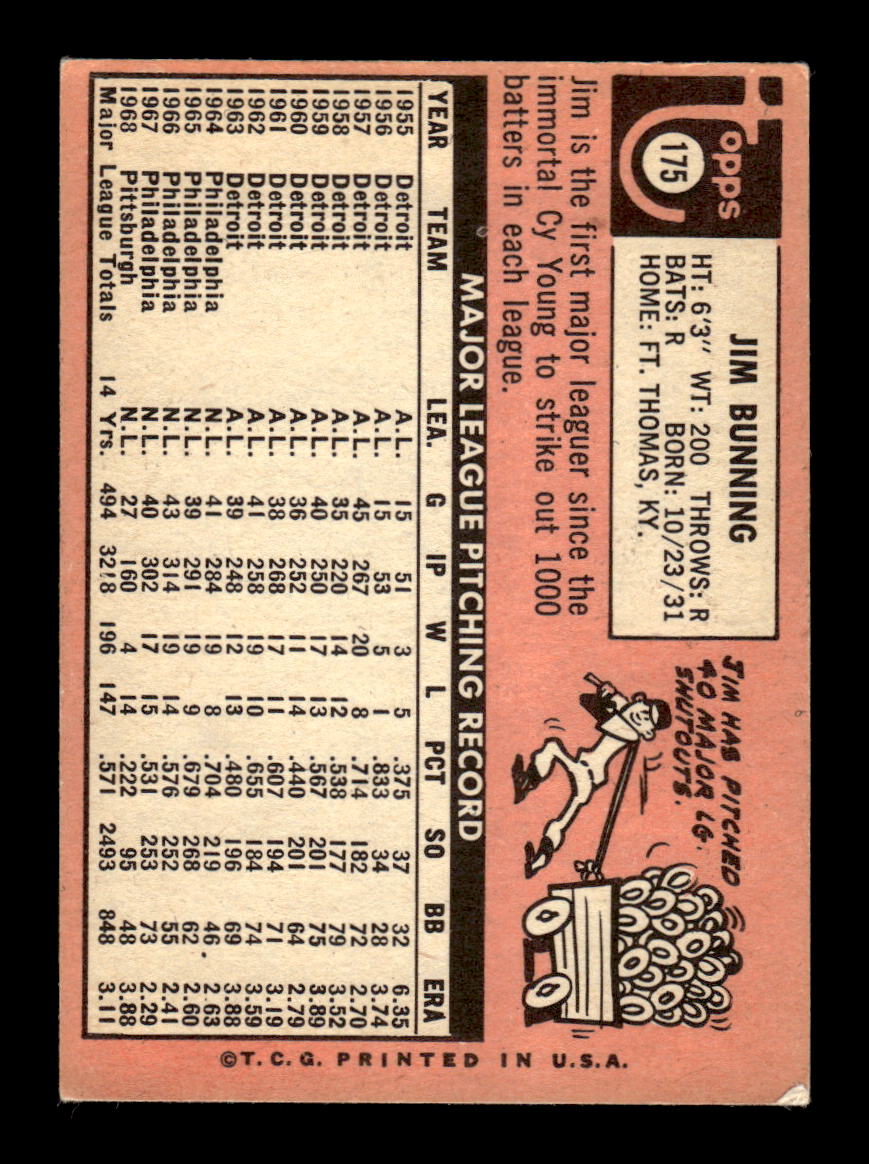 Topps
175
JIM BUNNING
HT: 6'3" WT: 200 THROWS: R
BATS: R BORN: 10/23/31
HOME: FT. THOMAS, KY.
JIM HAS PITCHED
40 MAJOR LG.
SHUTOUTS.
Jim is the first major leaguer since the
immortal Cy Young to strike out 1000
batters in each league.
MAJOR LEAGUE PITCHING RECORD
YEAR TEAM LEA. G IP W L PCT SO BB ERA
1955 Detroit A.L. 15 51 3 5 .375 37 32 6.35
1956 Detroit A.L. 15 53 5 1 .833 34 28 3.74
1957 Detroit A.L. 45 267 20 8 .714 182 72 2.70
1958 Detroit A.L. 35 220 14 12 .538 177 79 3.52
1959 Detroit A.L. 40 250 17 13 .567 201 75 3.89
1960 Detroit A.L. 36 252 11 14 .440 201 64 2.79
1961 Detroit A.L. 38 268 17 11 .607 194 71 3.19
1962 Detroit A.L. 41 258 19 10 .655 184 74 3.59
1963 Detroit A.L. 39 248 12 13 .480 196 69 3.88
1964 Philadelphia N.L. 41 284 19 8 .704 219 46 2.63
1965 Philadelphia N.L. 39 291 19 9 .679 268 62 2.60
1966 Philadelphia N.L. 43 314 19 14 .576 252 55 2.41
1967 Philadelphia N.L. 40 302 17 15 .531 253 73 2.29
1968 Pittsburgh N.L. 27 160 4 14 .222 95 48 3.88
Major League Totals 14 Yrs. 494 3218 196 147 .571 2493 848 3.11
©T.C.G. PRINTED IN U.S.A.